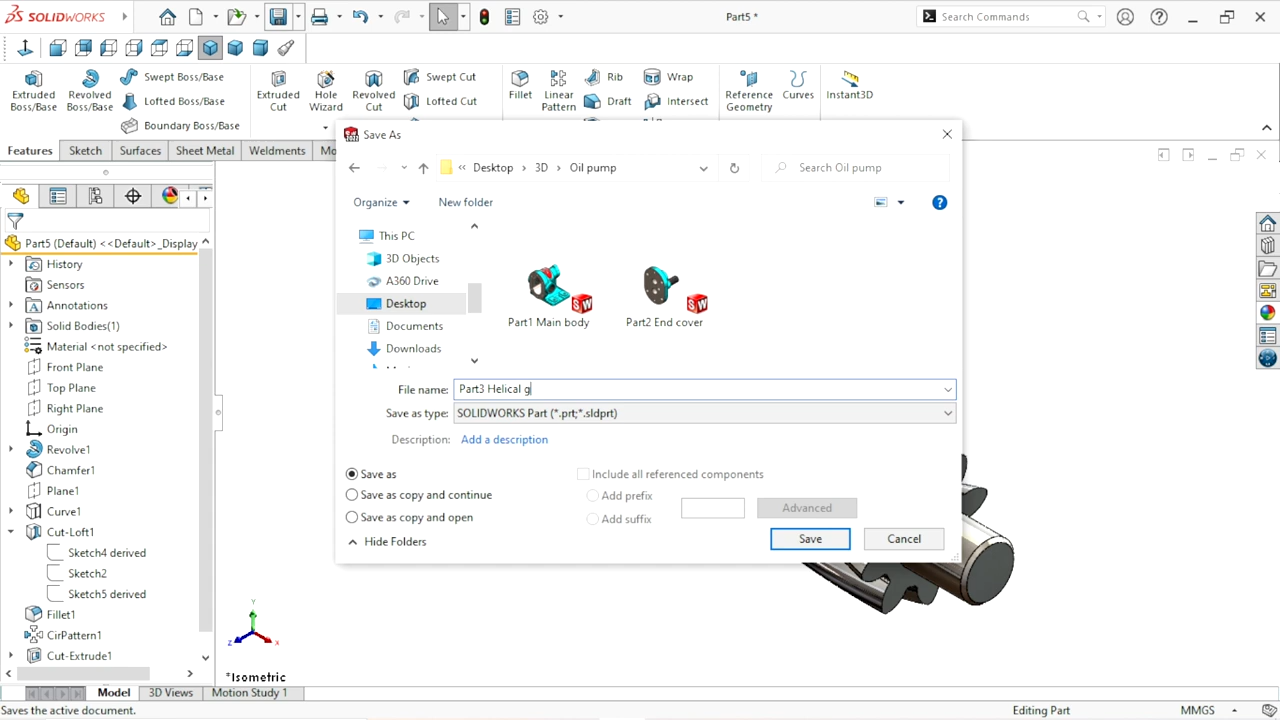 SOLIDWORKS
Part5 *
Search Commands
Extruded Boss/Base
Revolved Boss/Base
Swept Boss/Base
Lofted Boss/Base
Boundary Boss/Base
Extruded Cut
Hole Wizard
Revolved Cut
Swept Cut
Lofted Cut
Fillet
Linear Pattern
Rib
Draft
Wrap
Intersect
Reference Geometry
Curves
Instant3D
Features
Sketch
Surfaces
Sheet Metal
Weldments
Mo
Save As
« Desktop › 3D › Oil pump
Search Oil pump
Organize
New folder
This PC
3D Objects
A360 Drive
Desktop
Documents
Downloads
Part1 Main body
Part2 End cover
File name: Part3 Helical g
Save as type: SOLIDWORKS Part (*.prt;*.sldprt)
Description: Add a description
Save as
Save as copy and continue
Save as copy and open
Include all referenced components
Add prefix
Add suffix
Advanced
Hide Folders
Save
Cancel
Part5 (Default) <<Default>_Display
History
Sensors
Annotations
Solid Bodies(1)
Material <not specified>
Front Plane
Top Plane
Right Plane
Origin
Revolve1
Chamfer1
Plane1
Curve1
Cut-Loft1
Sketch4 derived
Sketch2
Sketch5 derived
Fillet1
CirPattern1
Cut-Extrude1
Y
Z
X
*Isometric
Model
3D Views
Motion Study 1
Saves the active document.
Editing Part
MMGS